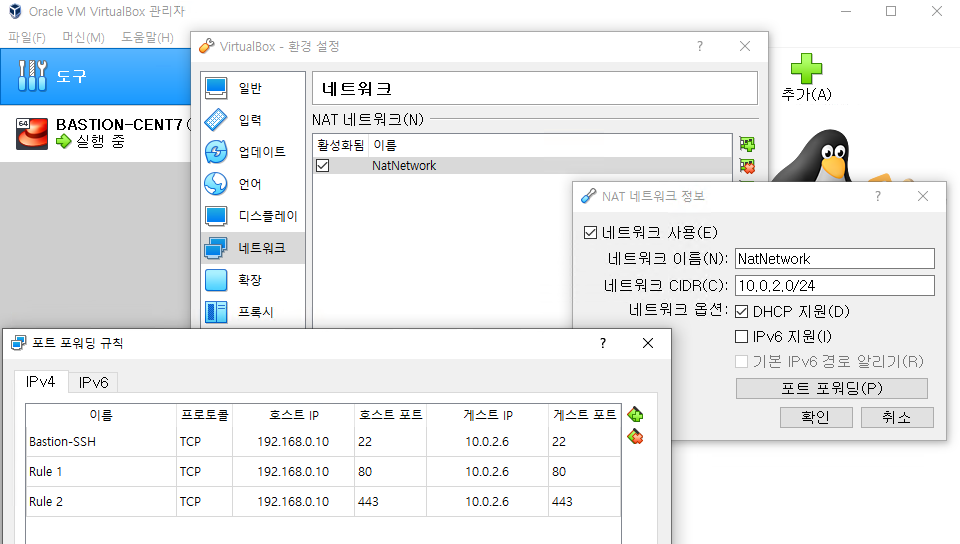 Oracle VM VirtualBox 관리자
파일(F) 머신(M) 도움말(H)
도구
64 BASTION-CENT7(
실행 중
추가(A)
VirtualBox - 환경 설정 ?
일반
입력
업데이트
언어
디스플레이
네트워크
확장
프록시
네트워크
NAT 네트워크(N)
활성화됨 이름
NatNetwork
NAT 네트워크 정보 ?
네트워크 사용(E)
네트워크 이름(N): NatNetwork
네트워크 CIDR(C): 10.0.2.0/24
네트워크 옵션: DHCP 지원(D)
IPv6 지원(I)
기본 IPv6 경로 알리기(R)
포트 포워딩(P)
확인 취소
포트 포워딩 규칙 ?
IPv4 IPv6
이름 프로토콜 호스트 IP 호스트 포트 게스트 IP 게스트 포트
Bastion-SSH TCP 192.168.0.10 22 10.0.2.6 22
Rule 1 TCP 192.168.0.10 80 10.0.2.6 80
Rule 2 TCP 192.168.0.10 443 10.0.2.6 443